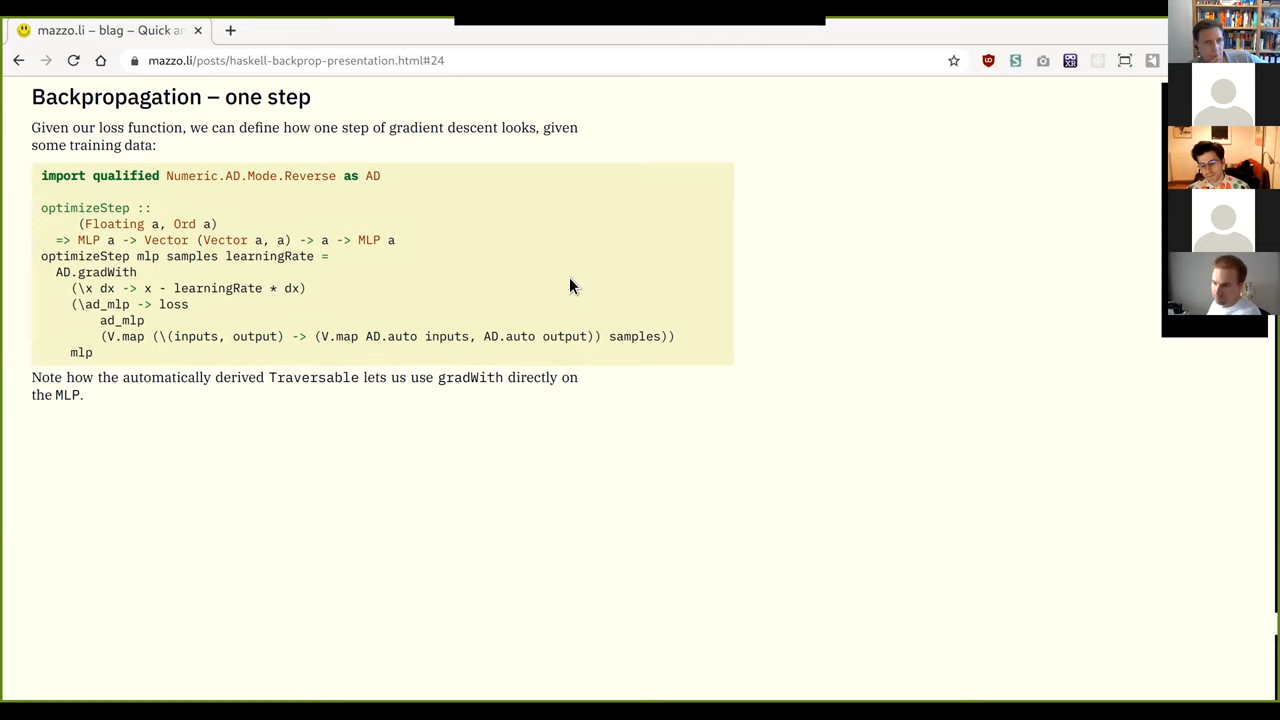 mazzo.li – blag – Quick an
mazzo.li/posts/haskell-backprop-presentation.html#24
Backpropagation – one step
Given our loss function, we can define how one step of gradient descent looks, given
some training data:
import qualified Numeric.AD.Mode.Reverse as AD
optimizeStep ::
(Floating a, Ord a)
=> MLP a -> Vector (Vector a, a) -> a -> MLP a
optimizeStep mlp samples learningRate =
AD.gradWith
(\x dx -> x - learningRate * dx)
(\ad_mlp -> loss
ad_mlp
(V.map (\(inputs, output) -> (V.map AD.auto inputs, AD.auto output)) samples))
mlp
Note how the automatically derived Traversable lets us use gradWith directly on
the MLP.